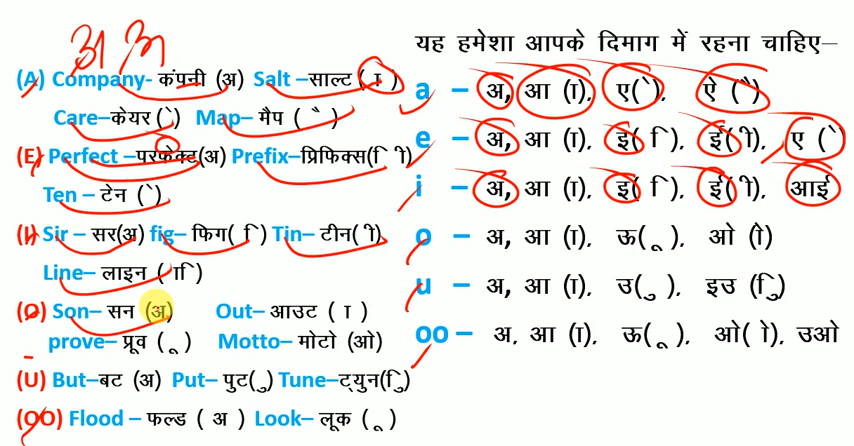 अ अ
(A) Company- कंपनी (अ) Salt –साल्ट ( ा )
Care–केयर ( े) Map– मैप ( ै )
(E) Perfect –परफेक्ट(अ) Prefix–प्रिफिक्स( ि ी)
Ten – टेन ( े )
(I) Sir – सर(अ) fig– फिग( ि ) Tin– टीन( ी)
Line– लाइन ( ा ि)
(O) Son– सन (अ) Out– आउट ( ा )
prove– प्रूव ( ू ) Motto– मोटो (ओ)
(U) But–बट (अ) Put– पुट( ु Tune–ट्युन( ि ु)
(OO) Flood – फल्ड ( अ ) Look– लूक ( ू )
यह हमेशा आपके दिमाग में रहना चाहिए–
a – अ, आ (ा), ए( े), ऐ ( ै)
e – अ, आ (ा), इ( ि ), ई( ी), ए ( े
i – अ, आ (ा), इ( ि ), ई( ी), आई
o – अ, आ (ा), ऊ( ू ), ओ (ो)
u – अ, आ (ा), उ( ु ), इउ ( ि ु)
oo – अ, आ (ा), ऊ( ू ), ओ( ो ), उओ